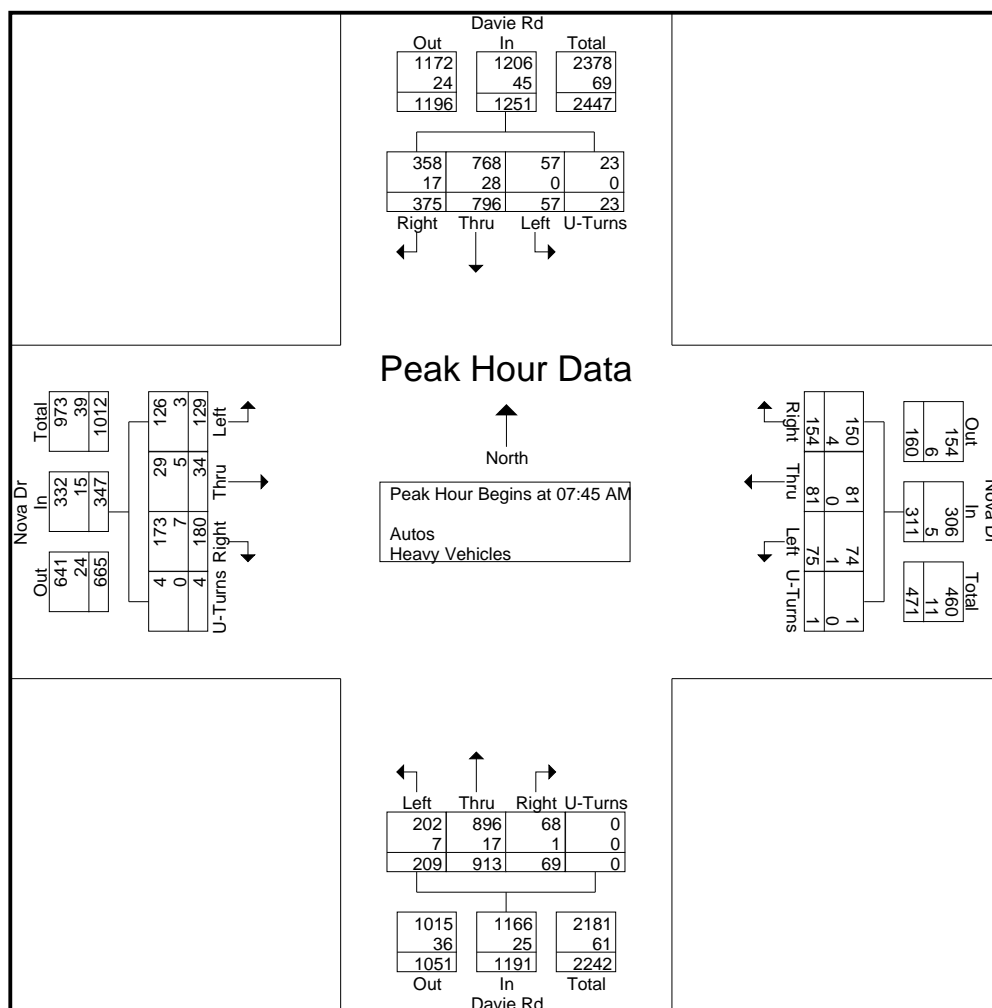 Davie Rd
Out In Total
1172 1206 2378
24 45 69
1196 1251 2447
358 768 57 23
17 28 0 0
375 796 57 23
Right Thru Left U-Turns
Peak Hour Data
North
Peak Hour Begins at 07:45 AM
Autos
Heavy Vehicles
Nova Dr
Out In Total
641 332 973
24 15 39
665 347 1012
126 29 173 4
3 5 7 0
129 34 180 4
Left Thru Right U-Turns
Nova Dr
Out In Total
154 306 460
6 5 11
160 311 471
150 81 74 1
4 0 1 0
154 81 75 1
Right Thru Left U-Turns
Left Thru Right U-Turns
202 896 68 0
7 17 1 0
209 913 69 0
1015 1166 2181
36 25 61
1051 1191 2242
Out In Total
Davie Rd